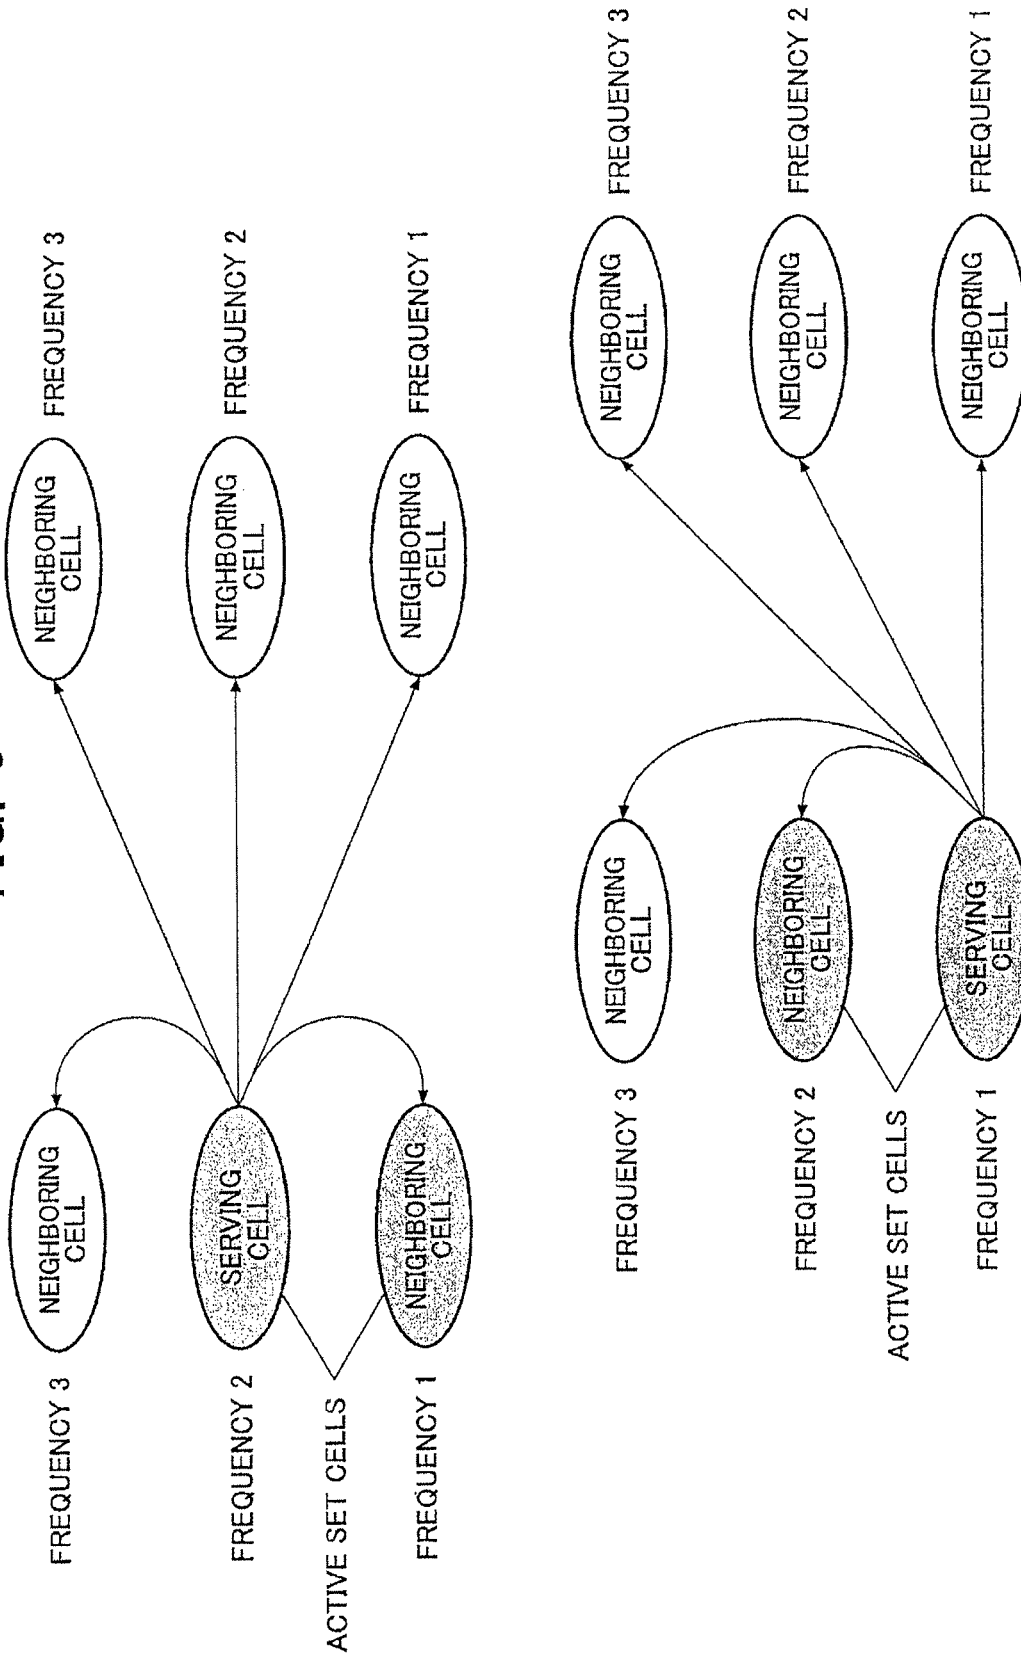 FREQUENCY 3
NEIGHBORING
CELL
NEIGHBORING
CELL
FREQUENCY 3
FREQUENCY 2
SERVING
CELL
NEIGHBORING
CELL
FREQUENCY 2
ACTIVE SET CELLS
FREQUENCY 1
NEIGHBORING
CELL
NEIGHBORING
CELL
FREQUENCY 1
FREQUENCY 3
NEIGHBORING
CELL
NEIGHBORING
CELL
FREQUENCY 3
FREQUENCY 2
NEIGHBORING
CELL
NEIGHBORING
CELL
FREQUENCY 2
ACTIVE SET CELLS
FREQUENCY 1
SERVING
CELL
NEIGHBORING
CELL
FREQUENCY 1